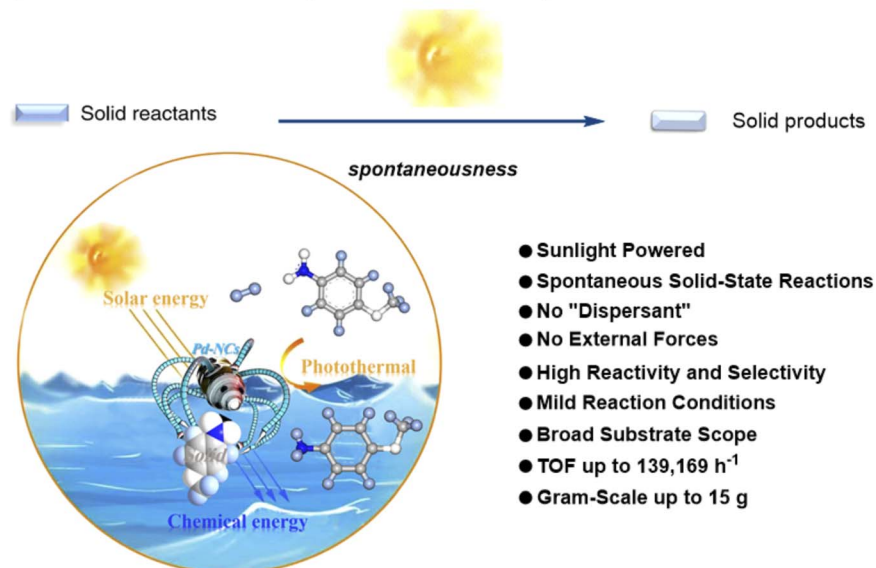 Solid reactants
Solid products
spontaneousness
Solar energy
Pd-NCs
Photothermal
Solid
Chemical energy
● Sunlight Powered
● Spontaneous Solid-State Reactions
● No "Dispersant"
● No External Forces
● High Reactivity and Selectivity
● Mild Reaction Conditions
● Broad Substrate Scope
● TOF up to 139,169 h⁻¹
● Gram-Scale up to 15 g